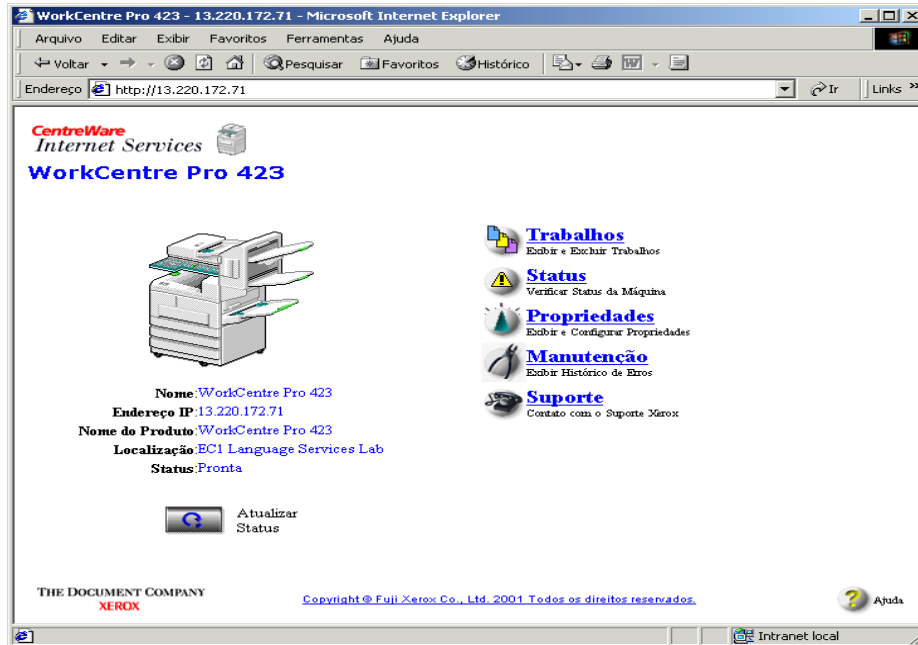 WorkCentre Pro 423 - 13.220.172.71 - Microsoft Internet Explorer
Arquivo Editar Exibir Favoritos Ferramentas Ajuda
Voltar Pesquisar Favoritos Histórico
Endereço http://13.220.172.71 Ir Links »
CentreWare
Internet Services
WorkCentre Pro 423
Trabalhos
Exibir e Excluir Trabalhos
Status
Verificar Status da Máquina
Propriedades
Exibir e Configurar Propriedades
Manutenção
Exibir Histórico de Erros
Suporte
Contato com o Suporte Xerox
Nome:WorkCentre Pro 423
Endereço IP:13.220.172.71
Nome do Produto:WorkCentre Pro 423
Localização:EC1 Language Services Lab
Status:Pronta
Atualizar
Status
THE DOCUMENT COMPANY
XEROX
Copyright © Fuji Xerox Co., Ltd. 2001 Todos os direitos reservados.
Ajuda
Intranet local